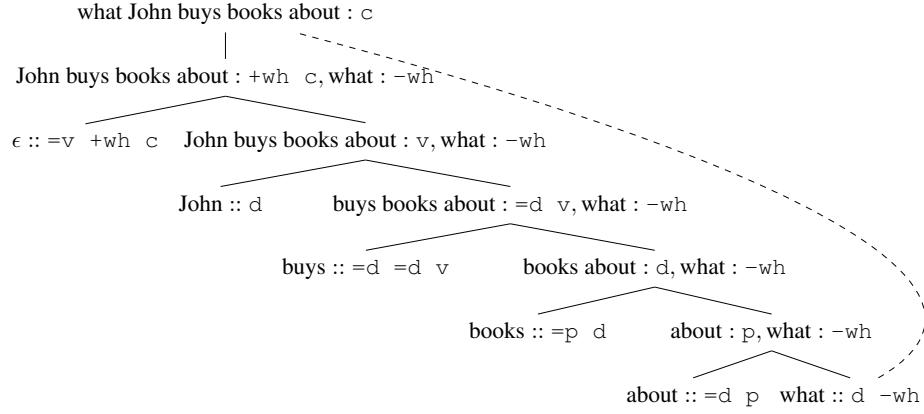 what John buys books about : c
John buys books about : +wh c, what : -wh
ϵ :: =v +wh c John buys books about : v, what : -wh
John :: d buys books about : =d v, what : -wh
buys :: =d =d v books about : d, what : -wh
books :: =p d about : p, what : -wh
about :: =d p what :: d -wh